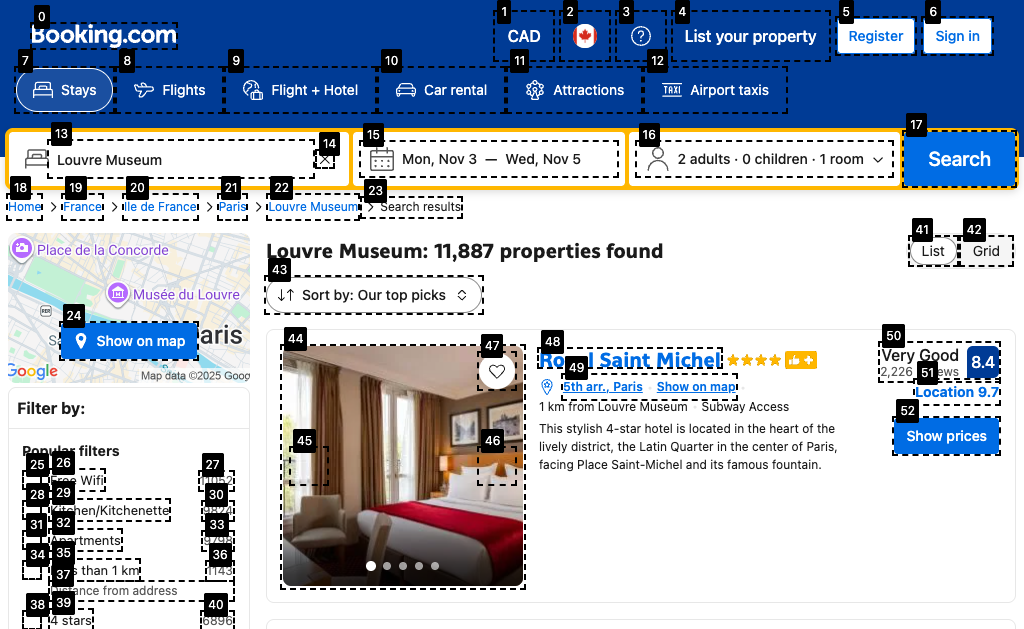 0
1
2
3
4
5
6
Booking.com
CAD
List your property
Register
Sign in
7
8
9
10
11
12
Stays
Flights
Flight + Hotel
Car rental
Attractions
TAXI
Airport taxis
13
14
15
16
17
Louvre Museum
Mon, Nov 3 — Wed, Nov 5
2 adults · 0 children · 1 room
Search
18
19
20
21
22
23
Home
France
Ile de France
Paris
Louvre Museum
Search results
Place de la Concorde
Musée du Louvre
RER
24
Show on map
aris
Google
Map data ©2025 Goog
Filter by:
Popular filters
25
26
27
Free Wifi
11052
28
29
30
Kitchen/Kitchenette
9824
31
32
33
Apartments
9798
34
35
36
than 1 km
1143
37
Distance from address
38
39
40
4 stars
6896
Louvre Museum: 11,887 properties found
41
42
List
Grid
43
Sort by: Our top picks
44
45
46
47
48
Royal Saint Michel
49
5th arr., Paris
Show on map
1 km from Louvre Museum
Subway Access
This stylish 4-star hotel is located in the heart of the
lively district, the Latin Quarter in the center of Paris,
facing Place Saint-Michel and its famous fountain.
50
Very Good
8.4
2,226
51
Location 9.7
52
Show prices